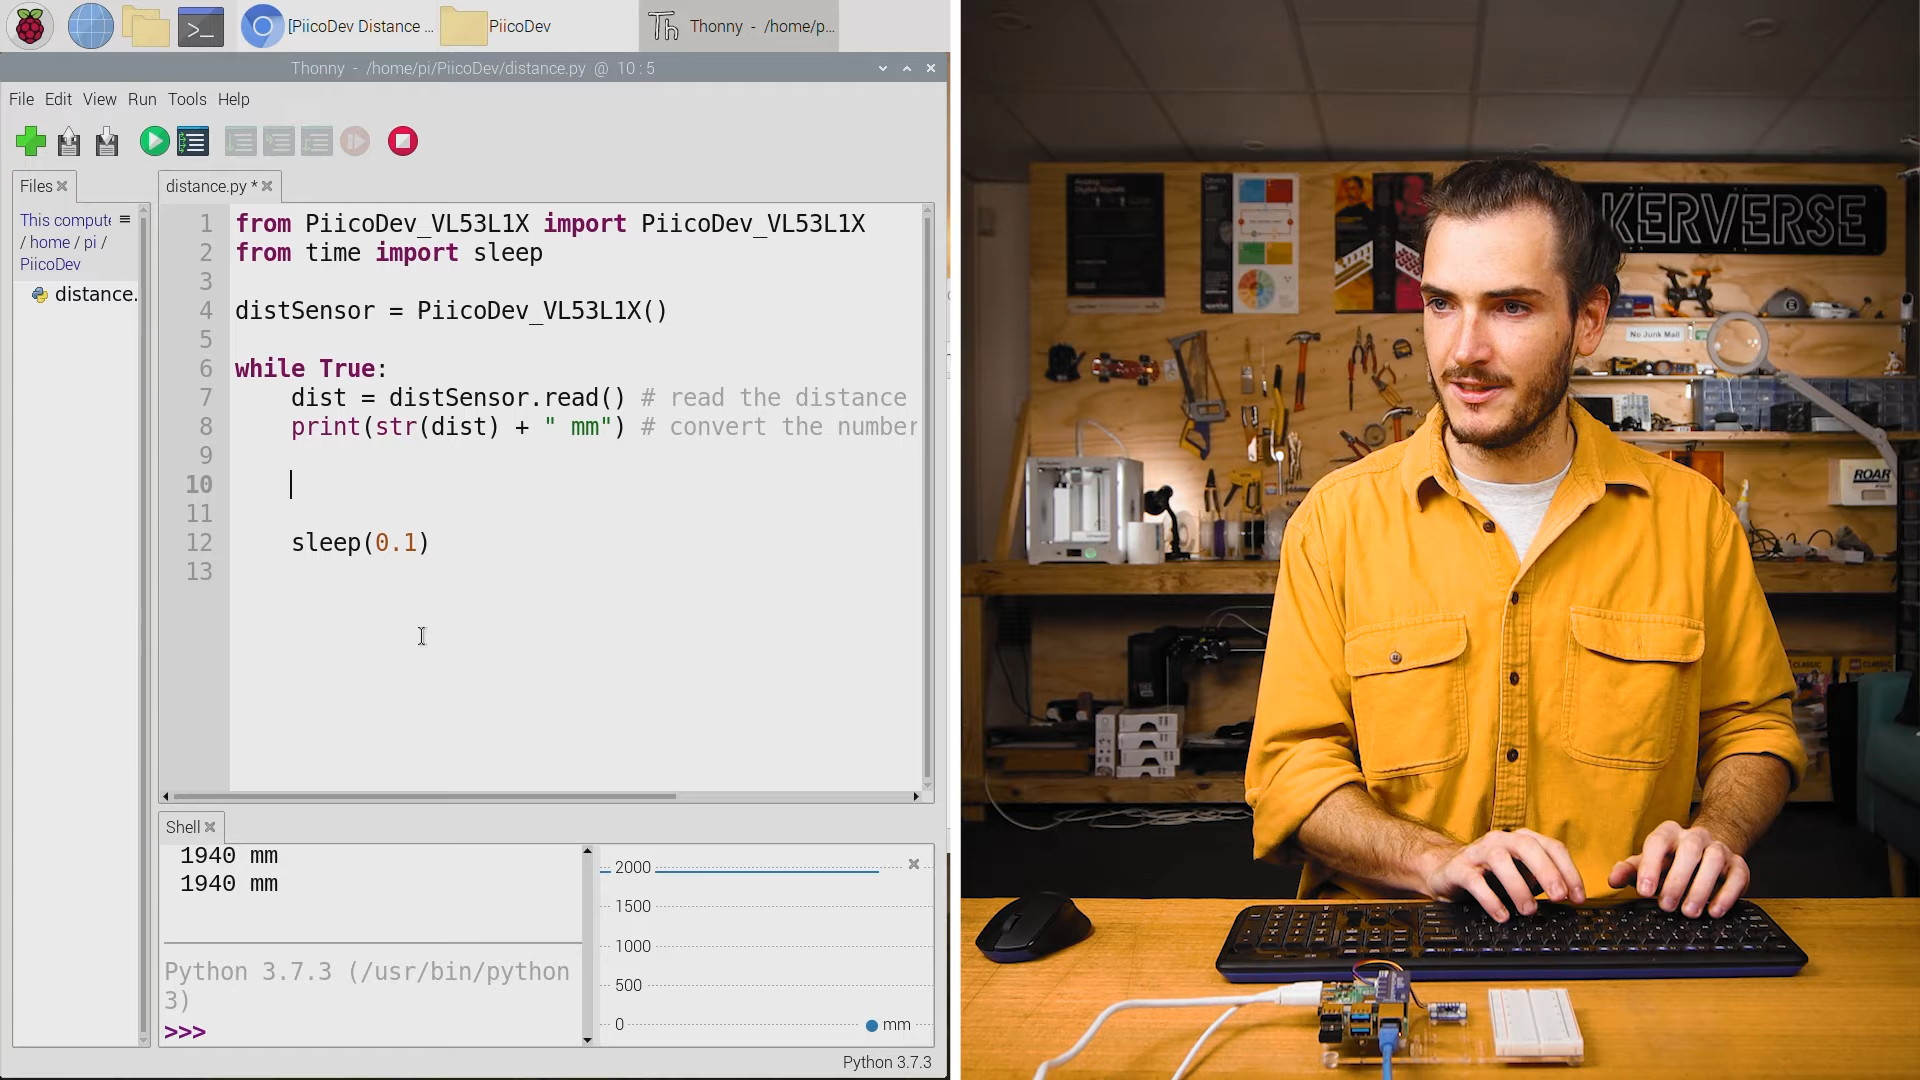 [PiicoDev Distance ...
PiicoDev
Thonny - /home/p...
Thonny - /home/pi/PiicoDev/distance.py @ 10 : 5
File Edit View Run Tools Help
Files
This compute
/ home / pi /
PiicoDev
distance.
distance.py *
1 from PiicoDev_VL53L1X import PiicoDev_VL53L1X
2 from time import sleep
3
4 distSensor = PiicoDev_VL53L1X()
5
6 while True:
7 dist = distSensor.read() # read the distance
8 print(str(dist) + " mm") # convert the number
9
10
11
12 sleep(0.1)
13
Shell
1940 mm
1940 mm
Python 3.7.3 (/usr/bin/python
3)
>>>
2000
1500
1000
500
0
mm
Python 3.7.3
KERVERSE
No Junk Mail
ROAR
CLASSIC